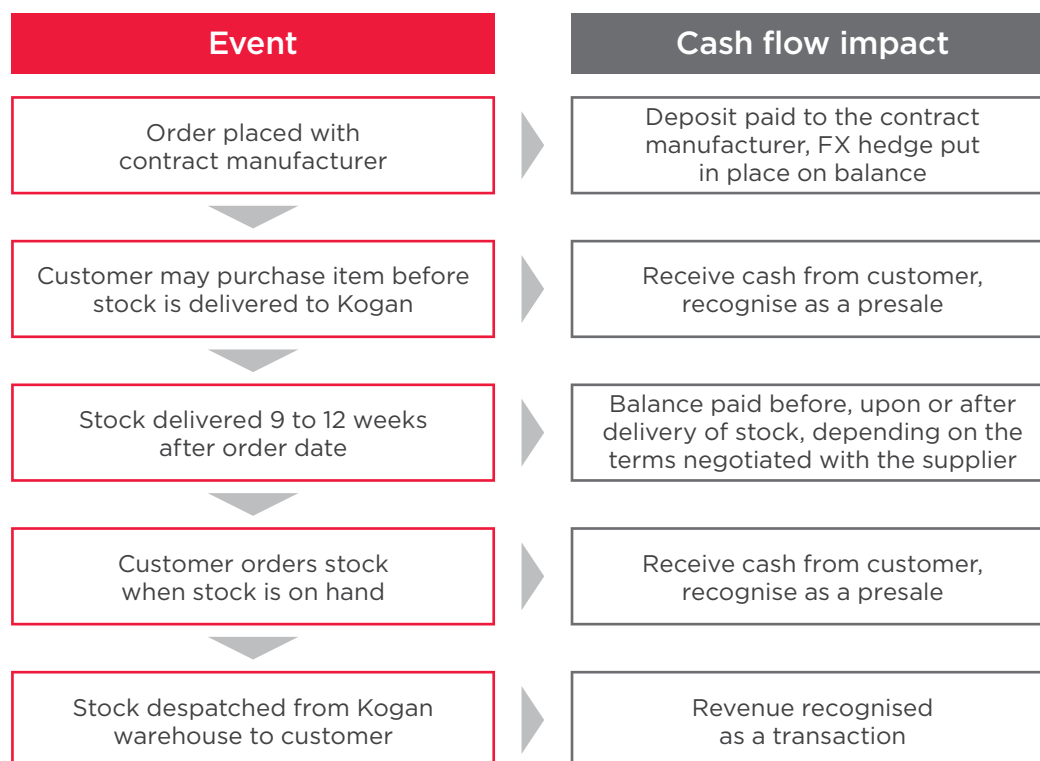 Event
Cash flow impact
Order placed with
contract manufacturer
Deposit paid to the contract
manufacturer, FX hedge put
in place on balance
Customer may purchase item before
stock is delivered to Kogan
Receive cash from customer,
recognise as a presale
Stock delivered 9 to 12 weeks
after order date
Balance paid before, upon or after
delivery of stock, depending on the
terms negotiated with the supplier
Customer orders stock
when stock is on hand
Receive cash from customer,
recognise as a presale
Stock despatched from Kogan
warehouse to customer
Revenue recognised
as a transaction